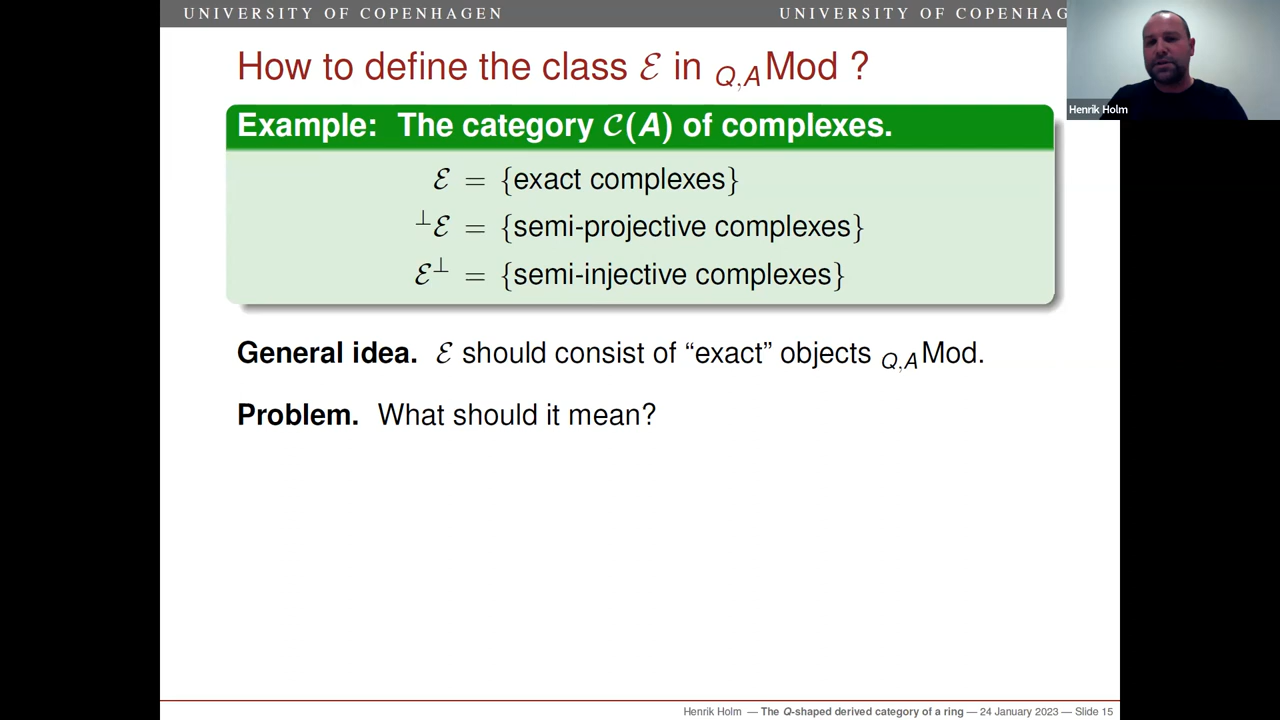 UNIVERSITY OF COPENHAGEN UNIVERSITY OF COPENHAG
Henrik Holm
How to define the class ℰ in Q,AMod ?
Example: The category 𝒞(A) of complexes.
ℰ = {exact complexes}
⊥ℰ = {semi-projective complexes}
ℰ⊥ = {semi-injective complexes}
General idea. ℰ should consist of “exact” objects Q,AMod.
Problem. What should it mean?
Henrik Holm — The Q-shaped derived category of a ring — 24 January 2023 — Slide 15